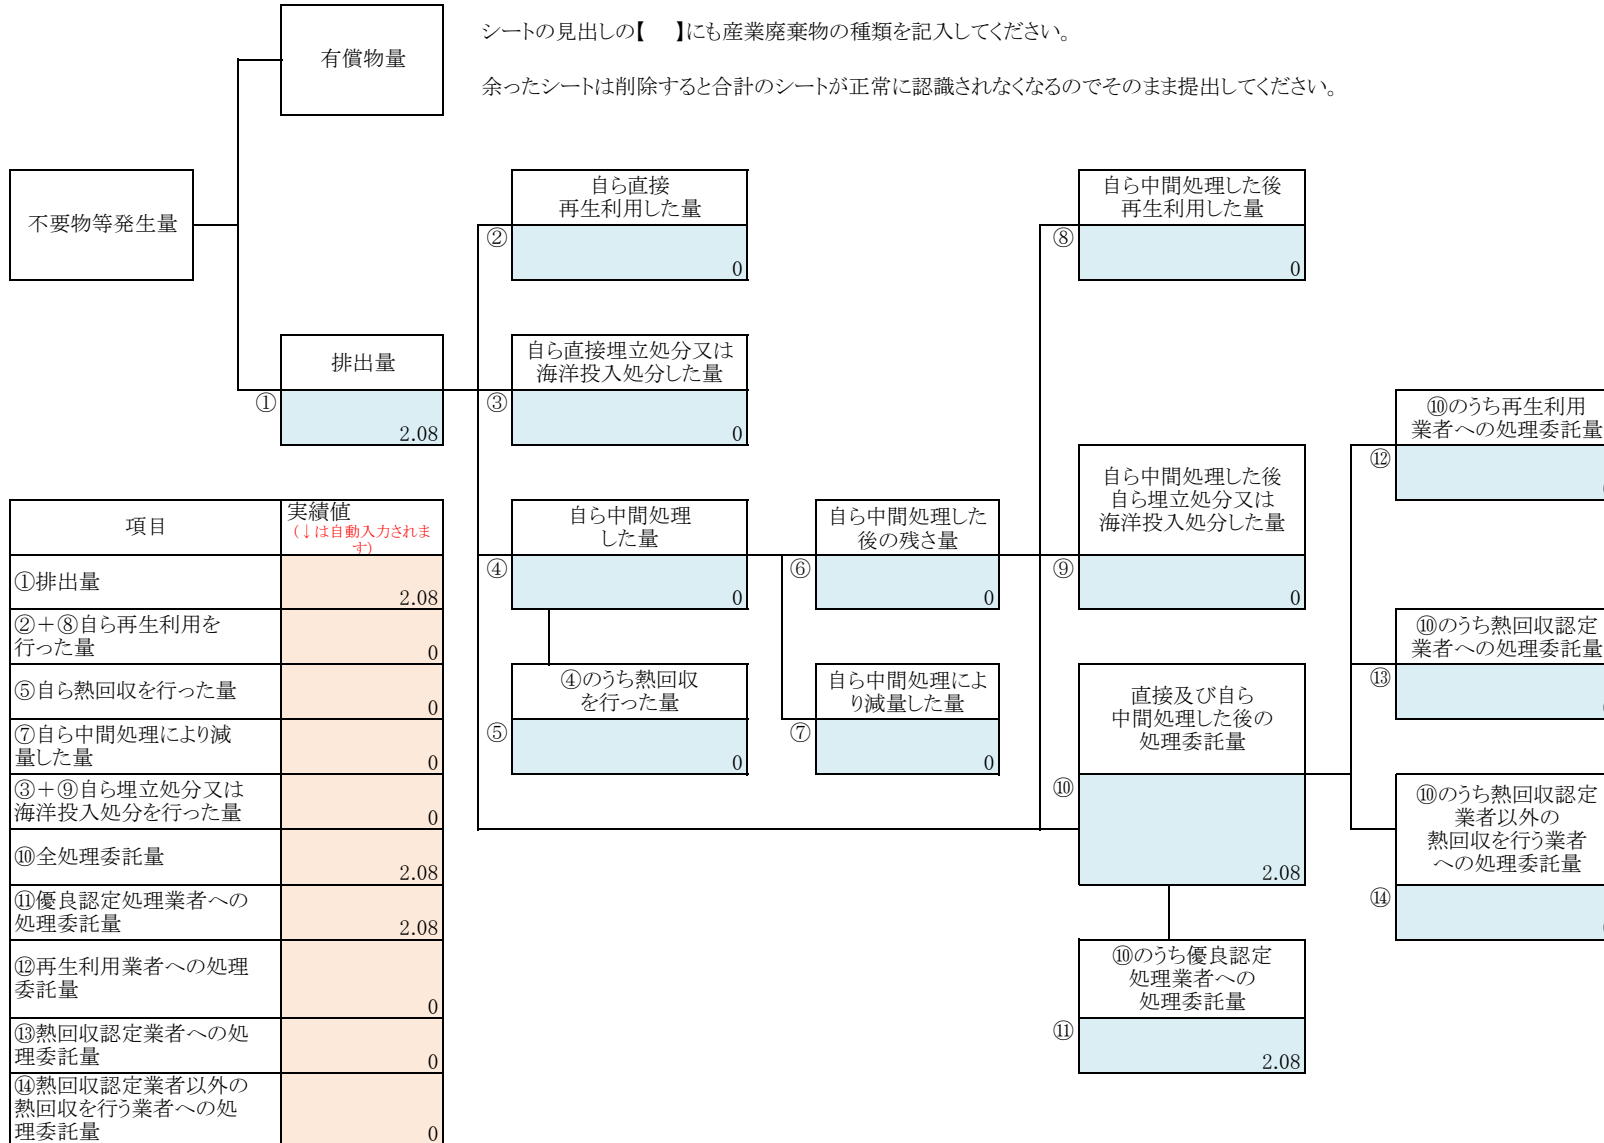 シートの見出しの【　】にも産業廃棄物の種類を記入してください。
有償物量
余ったシートは削除すると合計のシートが正常に認識されなくなるのでそのまま提出してください。
不要物等発生量
自ら直接
再生利用した量
②
0
自ら中間処理した後
再生利用した量
⑧
0
排出量
①
2.08
自ら直接埋立処分又は
海洋投入処分した量
③
0
⑩のうち再生利用
業者への処理委託量
⑫
自ら中間処理した後
自ら埋立処分又は
海洋投入処分した量
⑨
0
自ら中間処理
した量
④
0
自ら中間処理した
後の残さ量
⑥
0
⑩のうち熱回収認定
業者への処理委託量
⑬
④のうち熱回収
を行った量
⑤
0
自ら中間処理によ
り減量した量
⑦
0
直接及び自ら
中間処理した後の
処理委託量
⑩
2.08
⑩のうち熱回収認定
業者以外の
熱回収を行う業者
への処理委託量
⑭
⑩のうち優良認定
処理業者への
処理委託量
⑪
2.08
項目
実績値
(↓は自動入力されま
す)
①排出量
2.08
②＋⑧自ら再生利用を
行った量
0
⑤自ら熱回収を行った量
0
⑦自ら中間処理により減
量した量
0
③＋⑨自ら埋立処分又は
海洋投入処分を行った量
0
⑩全処理委託量
2.08
⑪優良認定処理業者への
処理委託量
2.08
⑫再生利用業者への処理
委託量
0
⑬熱回収認定業者への処
理委託量
0
⑭熱回収認定業者以外の
熱回収を行う業者への処
理委託量
0